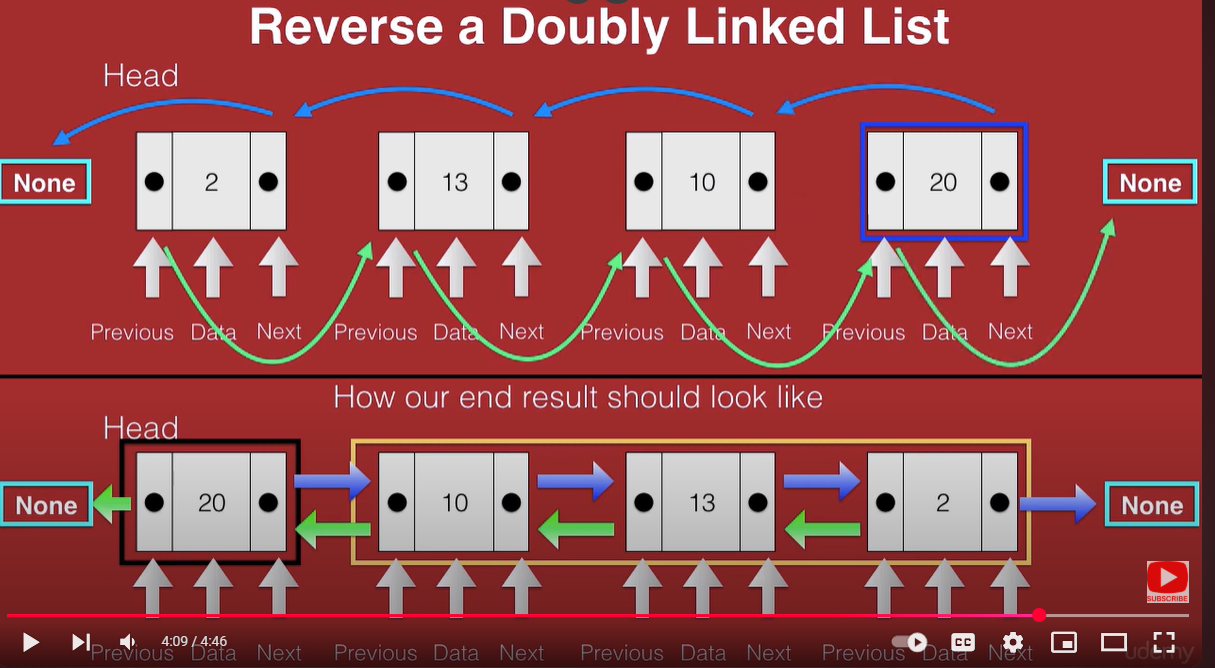 Reverse a Doubly Linked List
Head
None 2 13 10 20 None
Previous Data Next Previous Data Next Previous Data Next Previous Data Next
How our end result should look like
Head
None 20 10 13 2 None
SUBSCRIBE
4:09 / 4:46 CC
Previous Data Next Previous Data Next Previous Data Next Previous Data Next
udemy